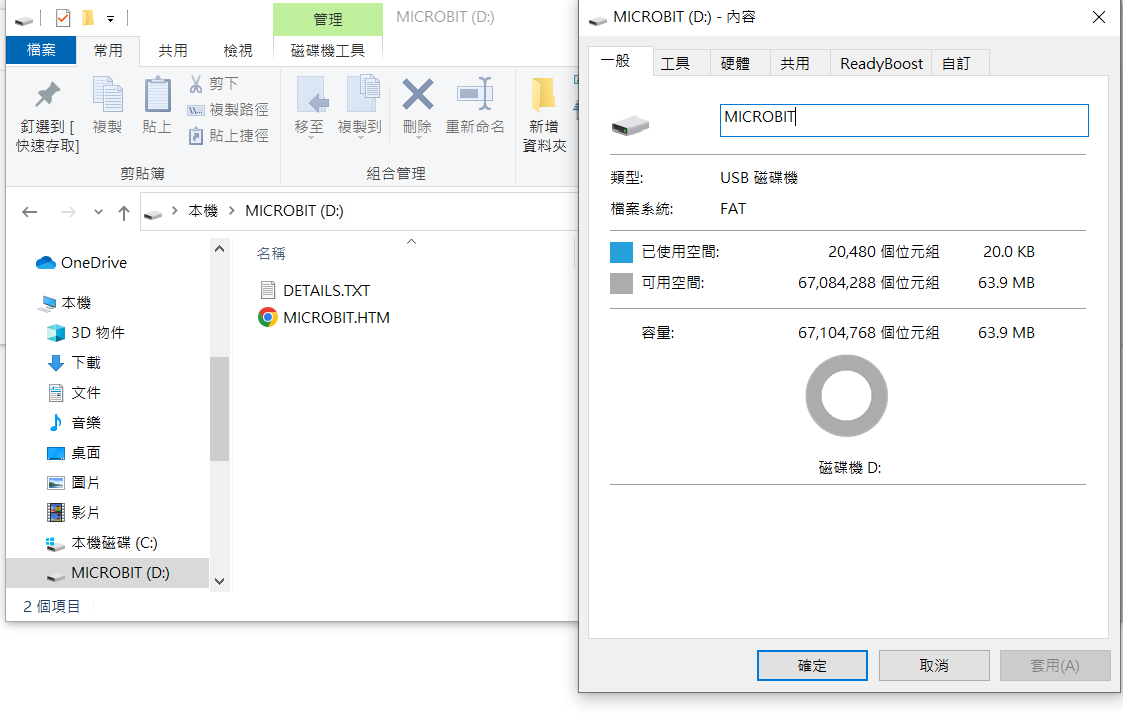 管理
MICROBIT (D:)
檔案
常用
共用
檢視
磁碟機工具
釘選到 [
快速存取]
複製
貼上
剪下
複製路徑
貼上捷徑
剪貼簿
移至
複製到
刪除
重新命名
組合管理
新增
資料夾
本機
MICROBIT (D:)
名稱
DETAILS.TXT
MICROBIT.HTM
OneDrive
本機
3D 物件
下載
文件
音樂
桌面
圖片
影片
本機磁碟 (C:)
MICROBIT (D:)
2 個項目
MICROBIT (D:) - 內容
一般
工具
硬體
共用
ReadyBoost
自訂
MICROBIT
類型: USB 磁碟機
檔案系統: FAT
已使用空間: 20,480 個位元組 20.0 KB
可用空間: 67,084,288 個位元組 63.9 MB
容量: 67,104,768 個位元組 63.9 MB
磁碟機 D:
確定
取消
套用(A)